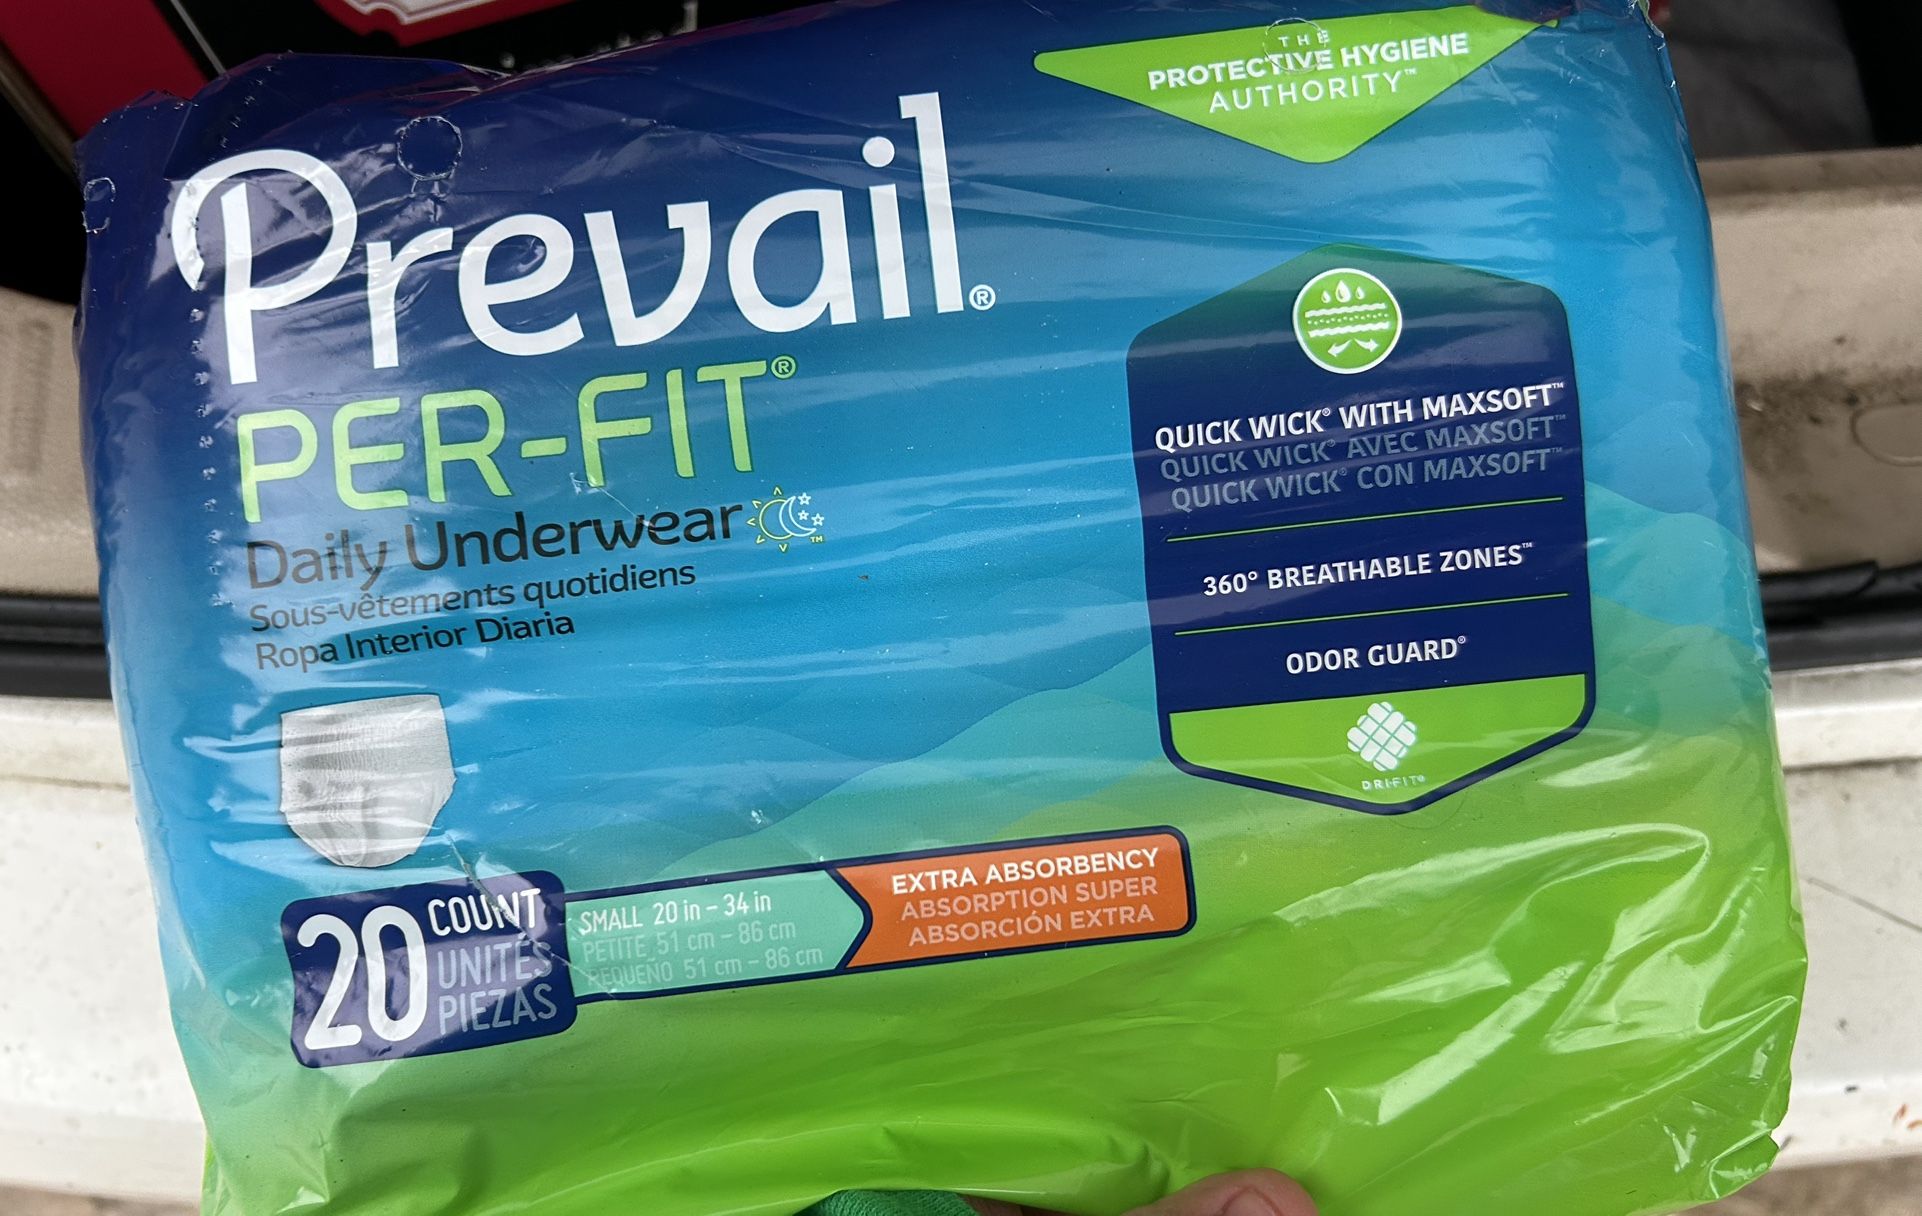 THE
PROTECTIVE HYGIENE
AUTHORITY™
Prevail®
PER-FIT®
Daily Underwear
™
Sous-vêtements quotidiens
Ropa Interior Diaria
QUICK WICK® WITH MAXSOFT™
QUICK WICK® AVEC MAXSOFT™
QUICK WICK® CON MAXSOFT™
360° BREATHABLE ZONES™
ODOR GUARD®
DRI-FIT®
20 COUNT
UNITÉS
PIEZAS
SMALL 20 in – 34 in
PETITE 51 cm – 86 cm
PEQUEÑO 51 cm – 86 cm
EXTRA ABSORBENCY
ABSORPTION SUPER
ABSORCIÓN EXTRA